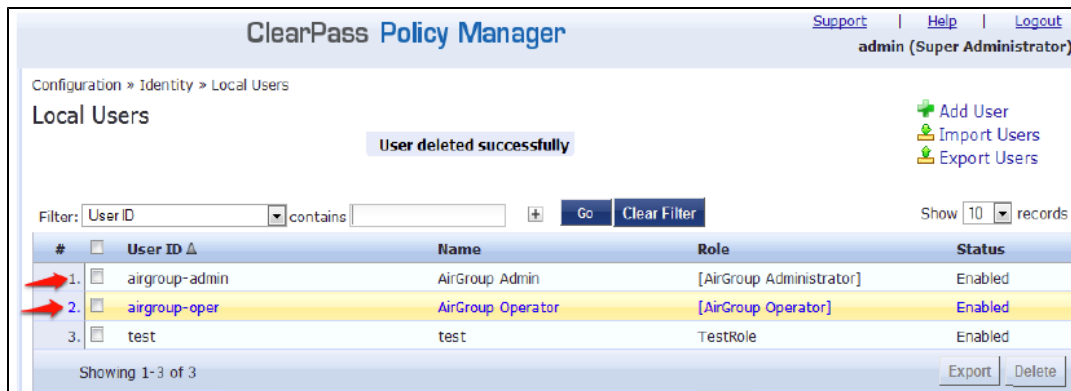 ClearPass Policy Manager
Support | Help | Logout
admin (Super Administrator)
Configuration » Identity » Local Users
Local Users
User deleted successfully
Add User
Import Users
Export Users
Filter: User ID contains + Go Clear Filter Show 10 records
# User ID Name Role Status
1. airgroup-admin AirGroup Admin [AirGroup Administrator] Enabled
2. airgroup-oper AirGroup Operator [AirGroup Operator] Enabled
3. test test TestRole Enabled
Showing 1-3 of 3 Export Delete